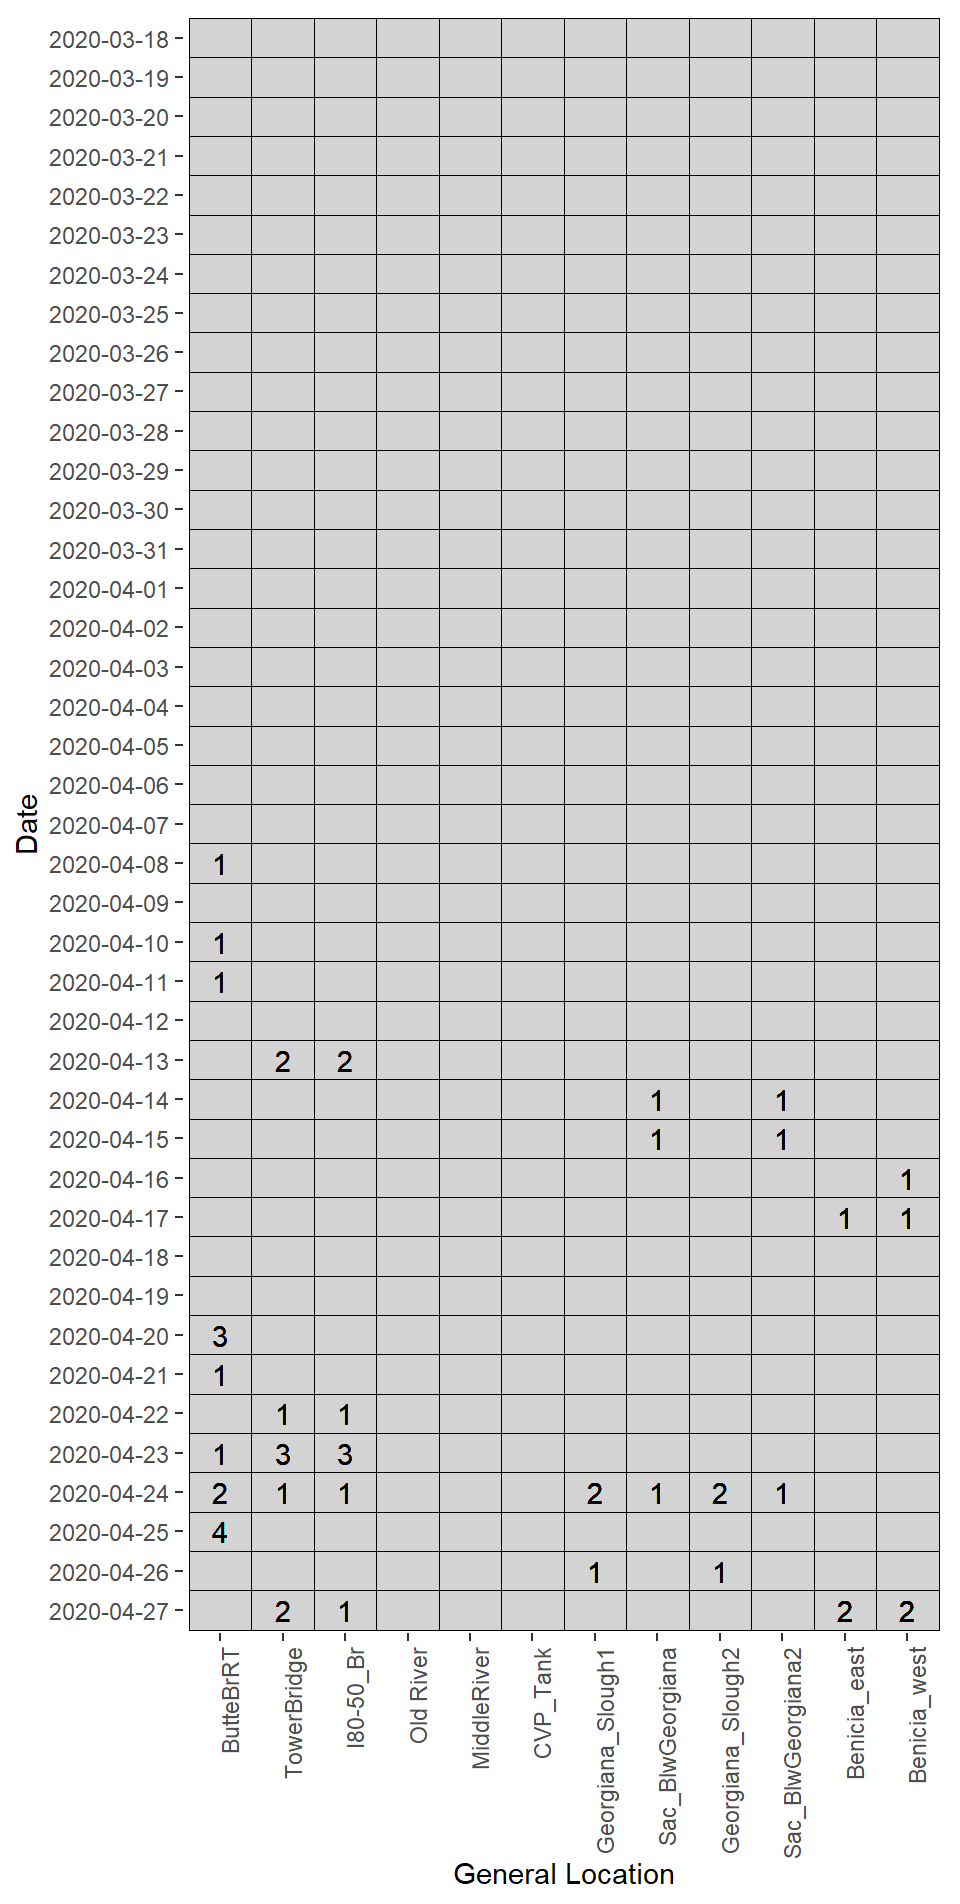 2020-03-18
2020-03-19
2020-03-20
2020-03-21
2020-03-22
2020-03-23
2020-03-24
2020-03-25
2020-03-26
2020-03-27
2020-03-28
2020-03-29
2020-03-30
2020-03-31
2020-04-01
2020-04-02
2020-04-03
2020-04-04
2020-04-05
2020-04-06
2020-04-07
2020-04-08 1
2020-04-09
2020-04-10 1
2020-04-11 1
2020-04-12
2020-04-13 2 2
2020-04-14 1 1
2020-04-15 1 1
2020-04-16 1
2020-04-17 1 1
2020-04-18
2020-04-19
2020-04-20 3
2020-04-21 1
2020-04-22 1 1
2020-04-23 1 3 3
2020-04-24 2 1 1 2 1 2 1
2020-04-25 4
2020-04-26 1 1
2020-04-27 2 1 2 2
Date
ButteBrRT
TowerBridge
I80-50_Br
Old River
MiddleRiver
CVP_Tank
Georgiana_Slough1
Sac_BlwGeorgiana
Georgiana_Slough2
Sac_BlwGeorgiana2
Benicia_east
Benicia_west
General Location